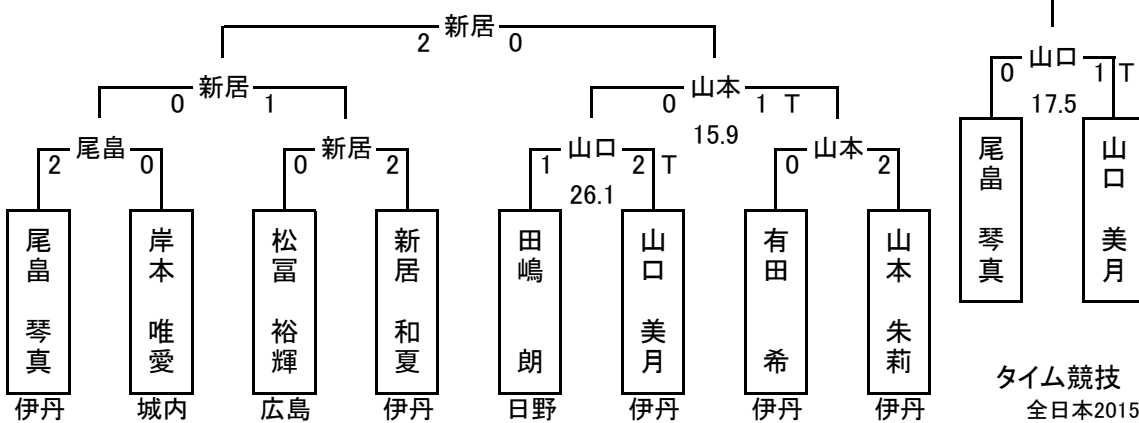 新居
2 0
新居
0 1
山本
0 1 T
15.9
尾畠
2 0
新居
0 2
山口
1 2 T
26.1
山本
0 2
尾畠 琴真
岸本 唯愛
松冨 裕輝
新居 和夏
田嶋 朗
山口 美月
有田 希
山本 朱莉
伊丹
城内
広島
伊丹
日野
伊丹
伊丹
伊丹
山口
0 1 T
17.5
尾畠 琴真
山口 美月
タイム競技
全日本2015